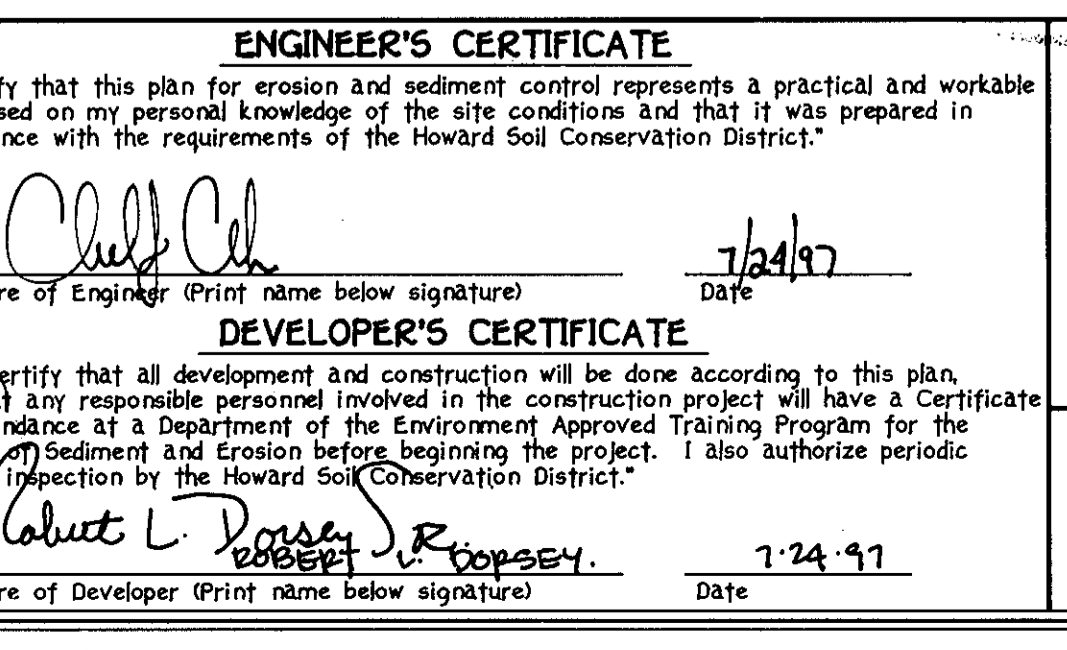 ENGINEER'S CERTIFICATE
fy that this plan for erosion and sediment control represents a practical and workable
sed on my personal knowledge of the site conditions and that it was prepared in
nce with the requirements of the Howard Soil Conservation District."
7/24/97
re of Engineer (Print name below signature) Date
DEVELOPER'S CERTIFICATE
ertify that all development and construction will be done according to this plan,
t any responsible personnel involved in the construction project will have a Certificate
ndance at a Department of the Environment Approved Training Program for the
of Sediment and Erosion before beginning the project. I also authorize periodic
inspection by the Howard Soil Conservation District."
Robert L. Dorsey
ROBERT L. DORSEY. 7.24.97
re of Developer (Print name below signature) Date